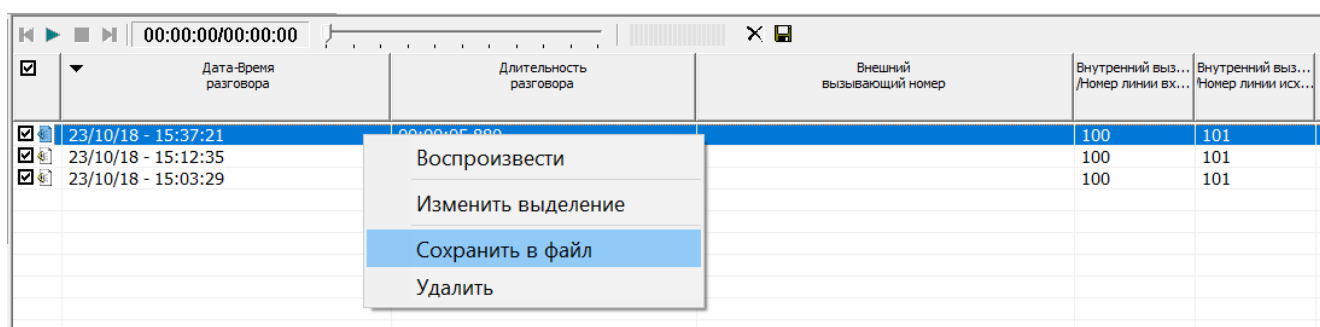 00:00:00/00:00:00
Дата-Время
разговора
Длительность
разговора
Внешний
вызывающий номер
Внутренний выз...
/Номер линии вх...
Внутренний выз...
/Номер линии исх...
23/10/18 - 15:37:21
100
101
23/10/18 - 15:12:35
100
101
23/10/18 - 15:03:29
100
101
Воспроизвести
Изменить выделение
Сохранить в файл
Удалить